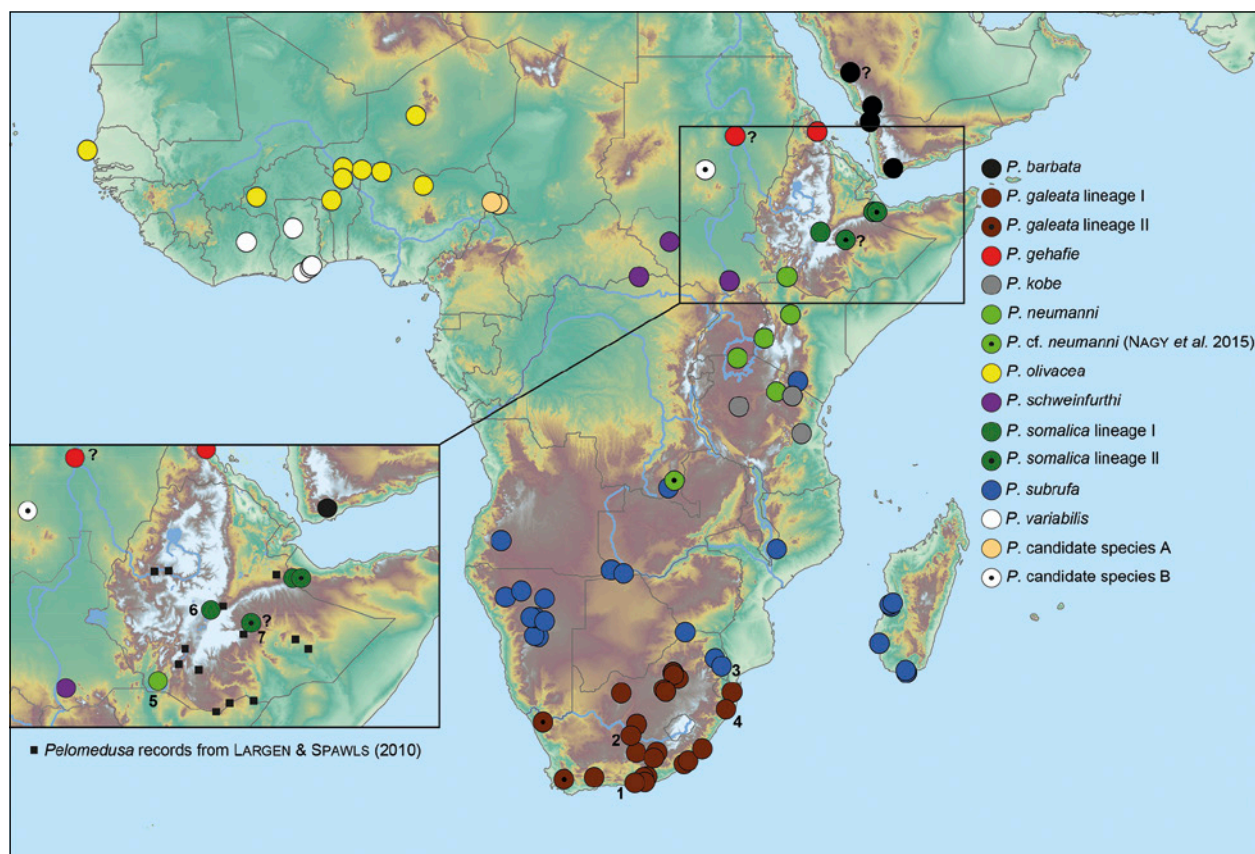 ?
?
?
P. barbata
P. galeata lineage I
P. galeata lineage II
P. gehafie
P. kobe
P. neumanni
P. cf. neumanni (NAGY et al. 2015)
P. olivacea
P. schweinfurthi
P. somalica lineage I
P. somalica lineage II
P. subrufa
P. variabilis
P. candidate species A
P. candidate species B
?
6
?
7
5
3
4
2
1
■ Pelomedusa records from LARGEN & SPAWLS (2010)